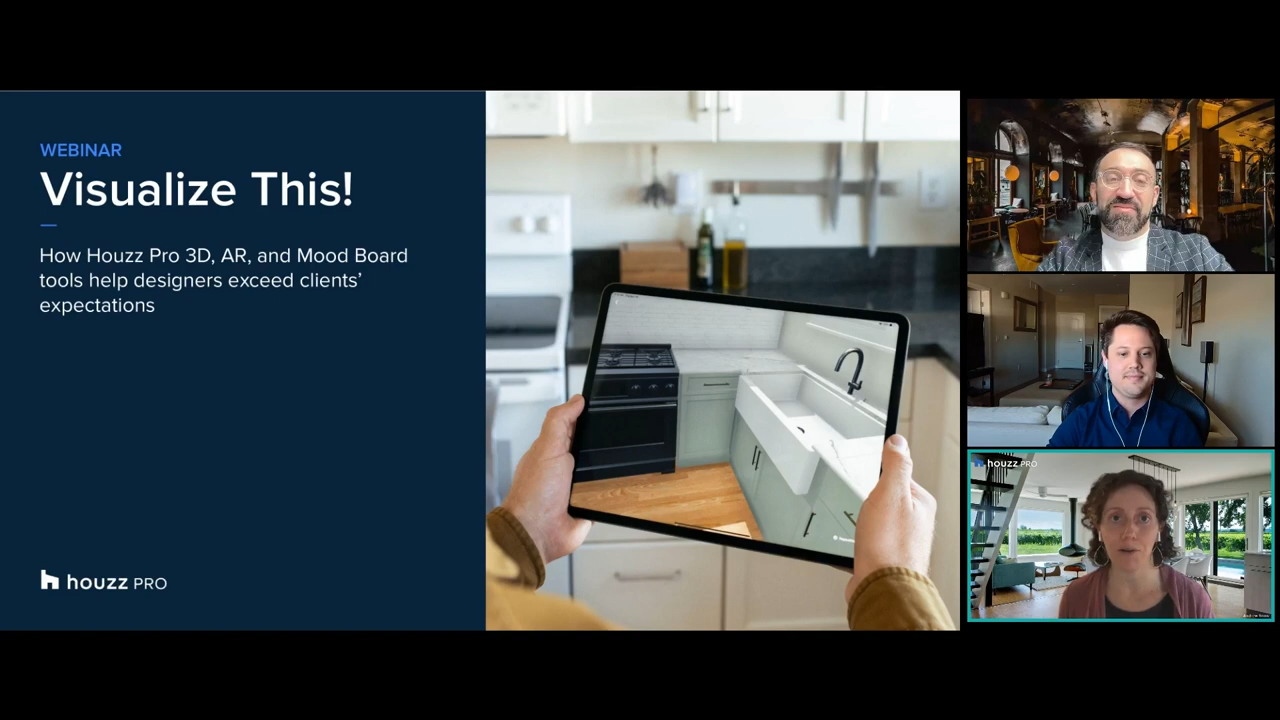 WEBINAR
Visualize This!
How Houzz Pro 3D, AR, and Mood Board
tools help designers exceed clients’
expectations
houzz PRO
houzz PRO